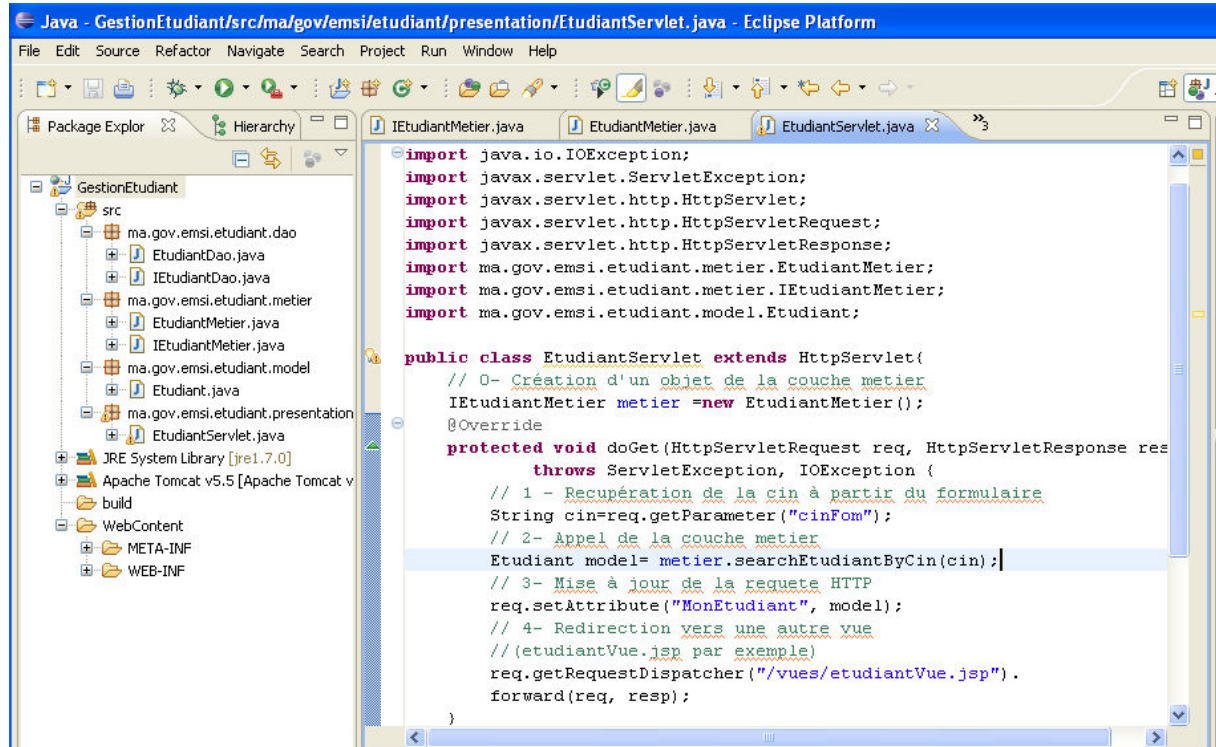 Java - GestionEtudiant/src/ma/gov/emsi/etudiant/presentation/EtudiantServlet.java - Eclipse Platform
File Edit Source Refactor Navigate Search Project Run Window Help
Package Explor Hierarchy
IEtudiantMetier.java EtudiantMetier.java EtudiantServlet.java »3
GestionEtudiant
src
ma.gov.emsi.etudiant.dao
EtudiantDao.java
IEtudiantDao.java
ma.gov.emsi.etudiant.metier
EtudiantMetier.java
IEtudiantMetier.java
ma.gov.emsi.etudiant.model
Etudiant.java
ma.gov.emsi.etudiant.presentation
EtudiantServlet.java
JRE System Library [jre1.7.0]
Apache Tomcat v5.5 [Apache Tomcat v
build
WebContent
META-INF
WEB-INF
import java.io.IOException;
import javax.servlet.ServletException;
import javax.servlet.http.HttpServlet;
import javax.servlet.http.HttpServletRequest;
import javax.servlet.http.HttpServletResponse;
import ma.gov.emsi.etudiant.metier.EtudiantMetier;
import ma.gov.emsi.etudiant.metier.IEtudiantMetier;
import ma.gov.emsi.etudiant.model.Etudiant;
public class EtudiantServlet extends HttpServlet{
// 0- Création d'un objet de la couche metier
IEtudiantMetier metier =new EtudiantMetier();
@Override
protected void doGet(HttpServletRequest req, HttpServletResponse res
throws ServletException, IOException {
// 1 - Recupération de la cin à partir du formulaire
String cin=req.getParameter("cinFom");
// 2- Appel de la couche metier
Etudiant model= metier.searchEtudiantByCin(cin);
// 3- Mise à jour de la requete HTTP
req.setAttribute("MonEtudiant", model);
// 4- Redirection vers une autre vue
//(etudiantVue.jsp par exemple)
req.getRequestDispatcher("/vues/etudiantVue.jsp").
forward(req, resp);
}